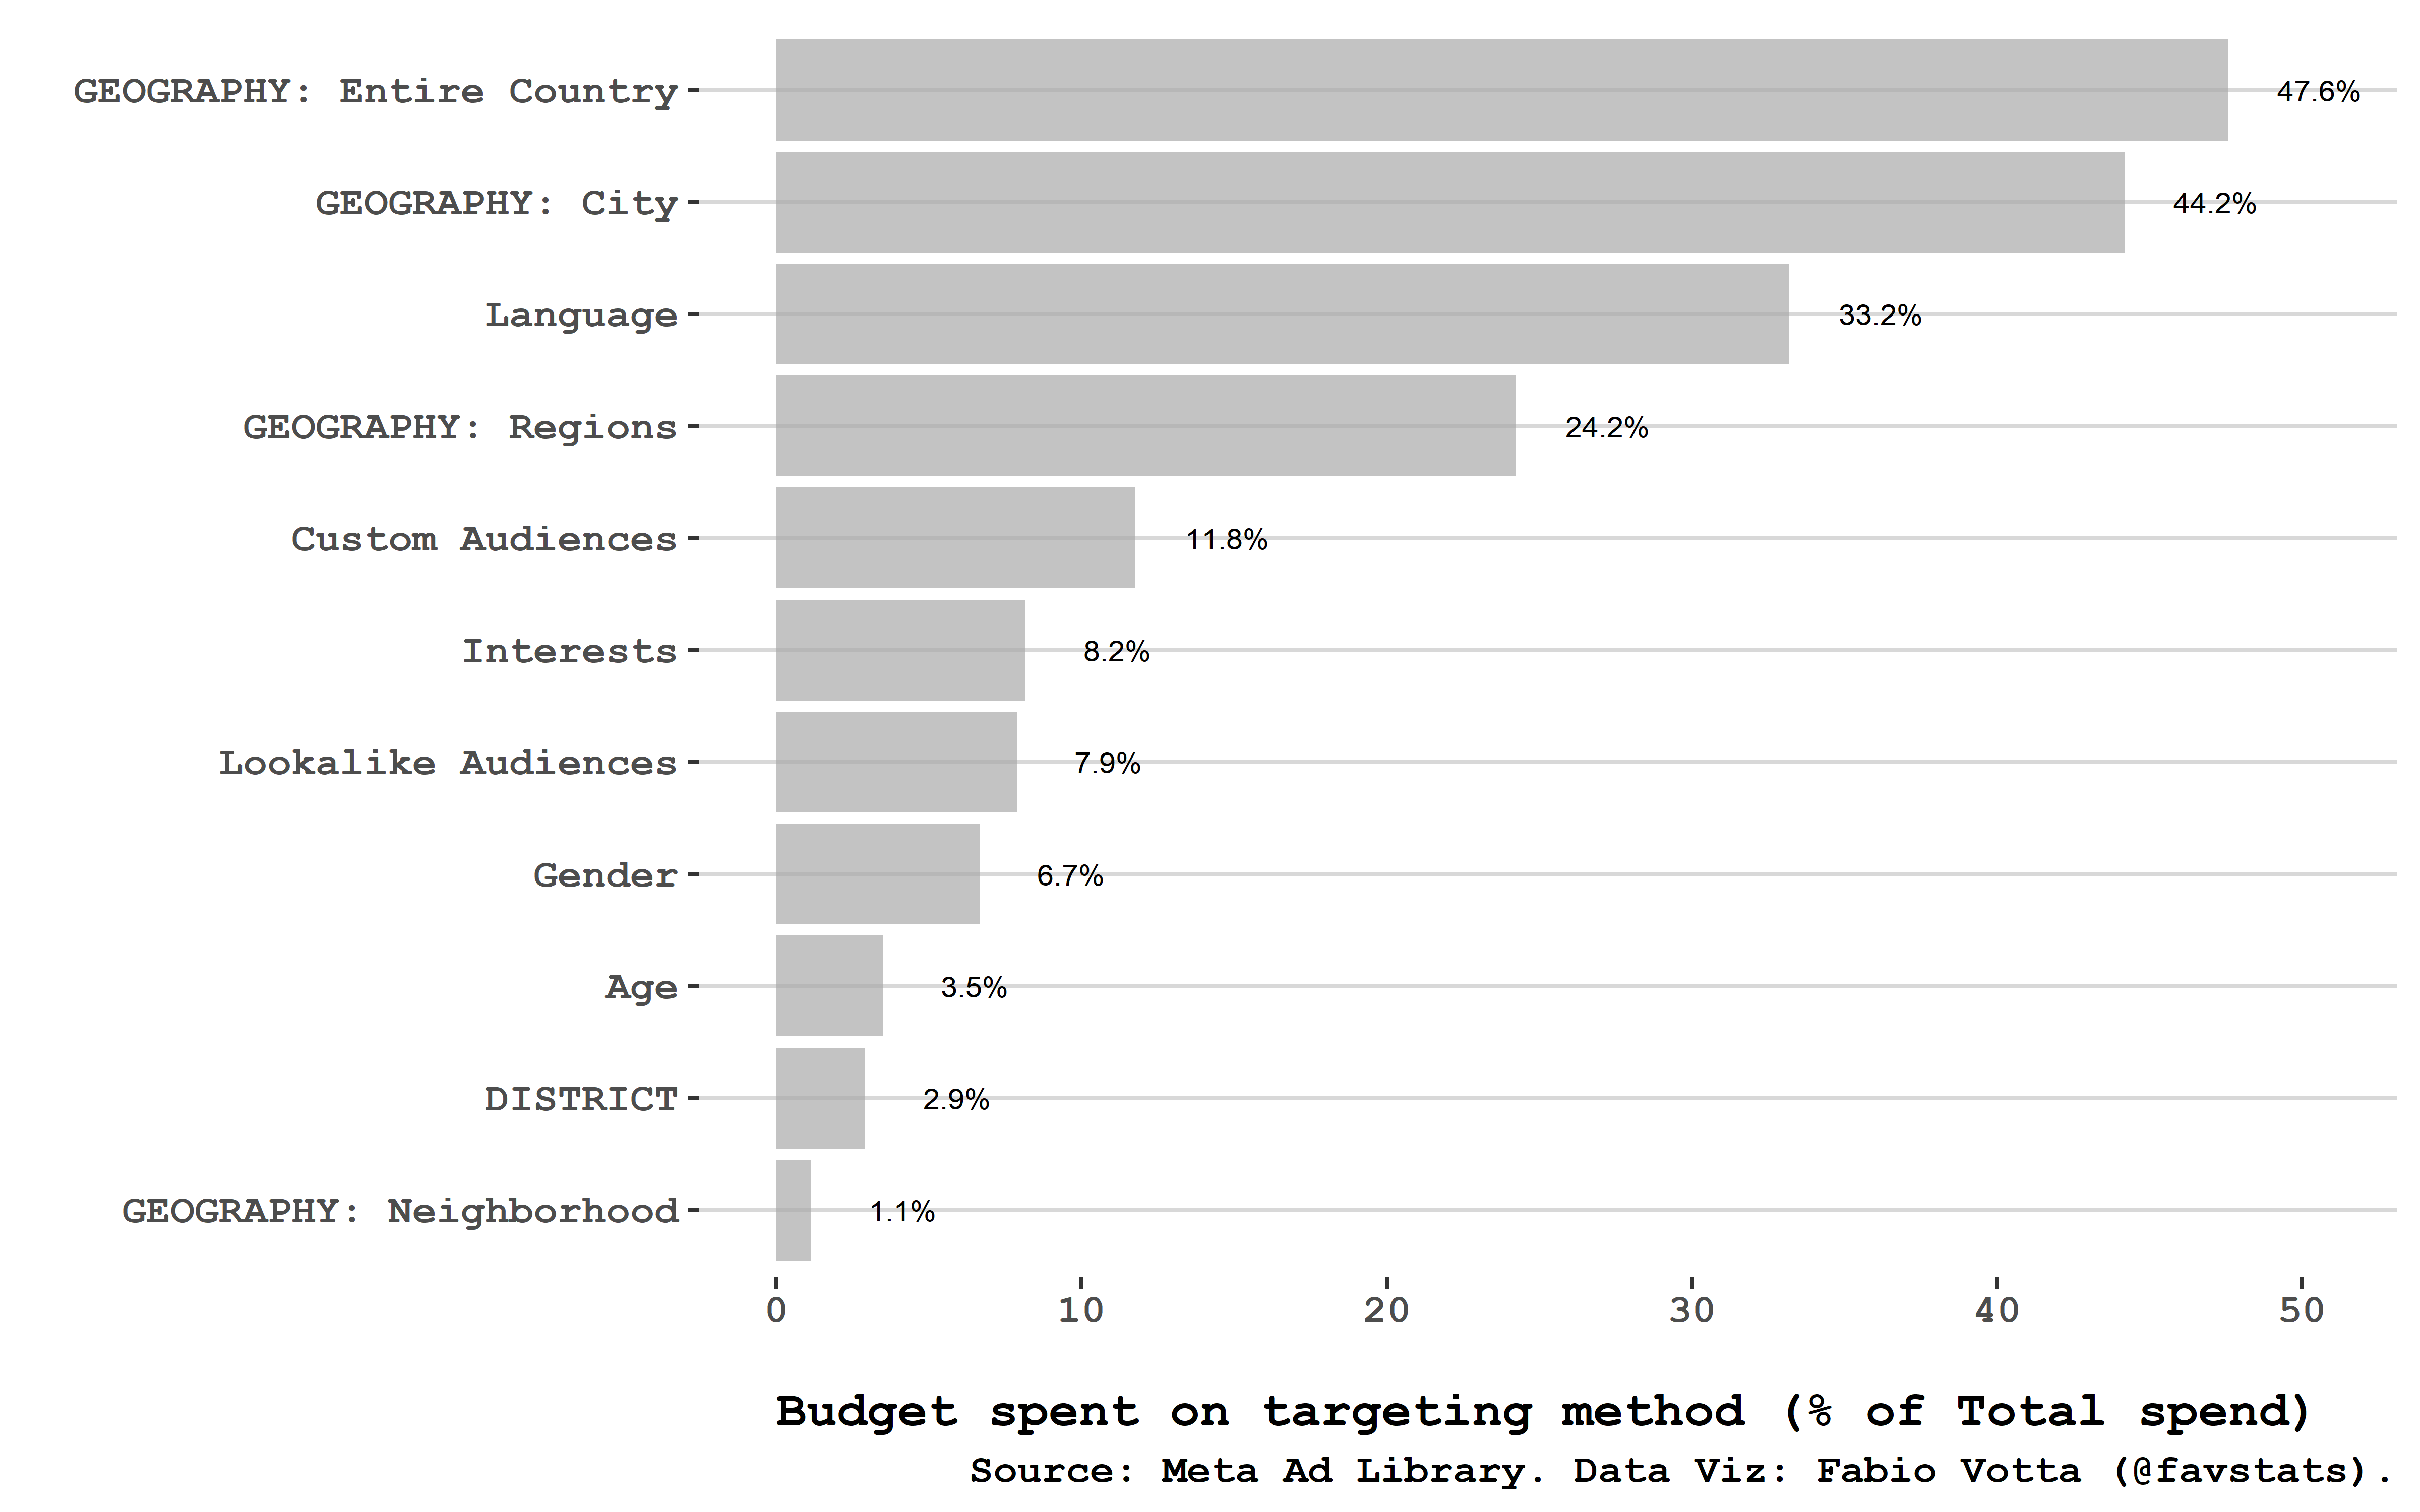 GEOGRAPHY: Entire Country 47.6%
GEOGRAPHY: City 44.2%
Language 33.2%
GEOGRAPHY: Regions 24.2%
Custom Audiences 11.8%
Interests 8.2%
Lookalike Audiences 7.9%
Gender 6.7%
Age 3.5%
DISTRICT 2.9%
GEOGRAPHY: Neighborhood 1.1%
0 10 20 30 40 50
Budget spent on targeting method (% of Total spend)
Source: Meta Ad Library. Data Viz: Fabio Votta (@favstats).